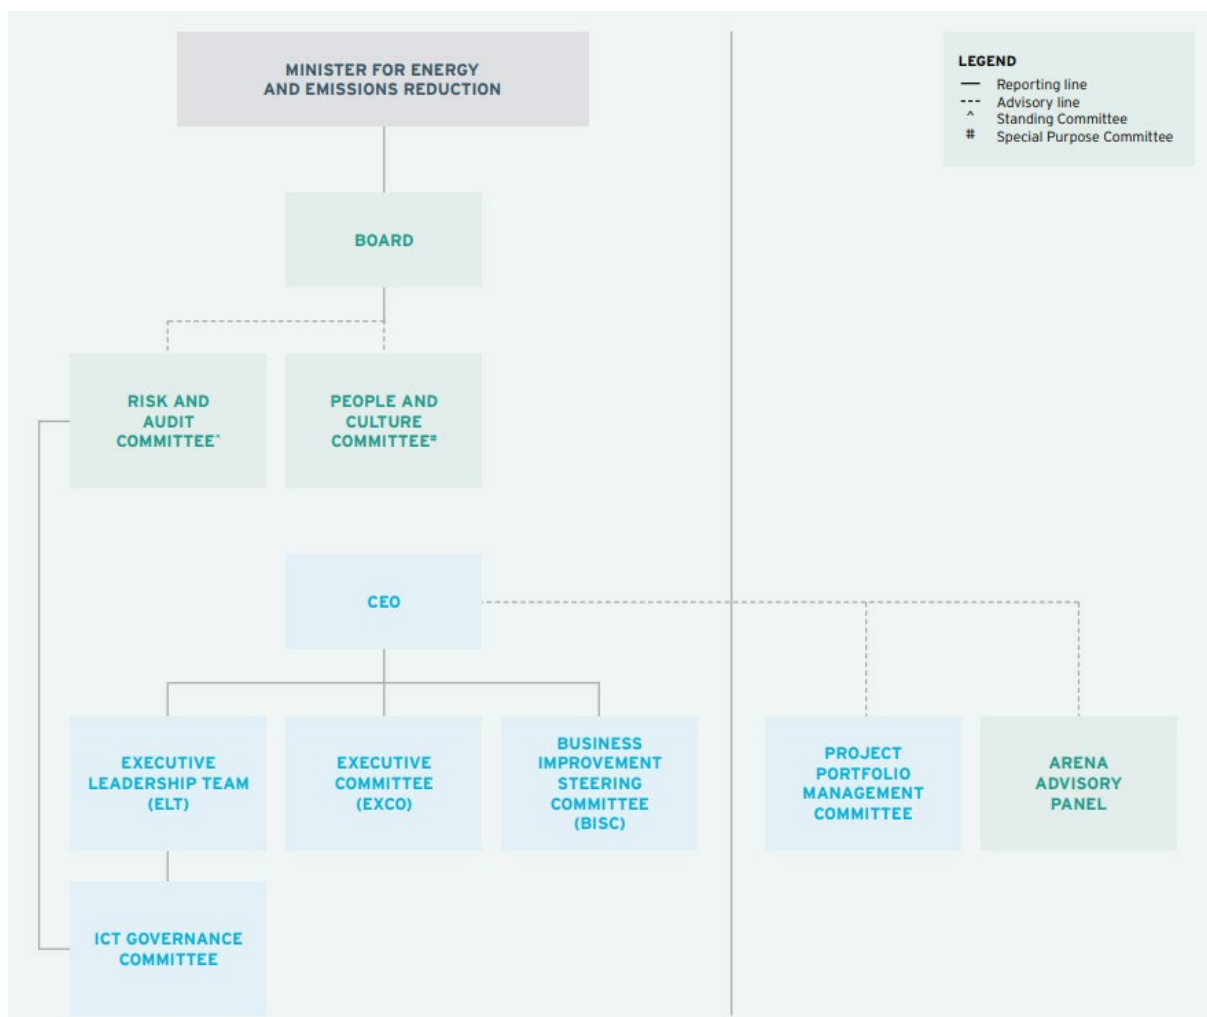 MINISTER FOR ENERGY
AND EMISSIONS REDUCTION
LEGEND
— Reporting line
--- Advisory line
^ Standing Committee
# Special Purpose Committee
BOARD
RISK AND
AUDIT
COMMITTEE^
PEOPLE AND
CULTURE
COMMITTEE#
CEO
EXECUTIVE
LEADERSHIP TEAM
(ELT)
EXECUTIVE
COMMITTEE
(EXCO)
BUSINESS
IMPROVEMENT
STEERING
COMMITTEE
(BISC)
PROJECT
PORTFOLIO
MANAGEMENT
COMMITTEE
ARENA
ADVISORY
PANEL
ICT GOVERNANCE
COMMITTEE